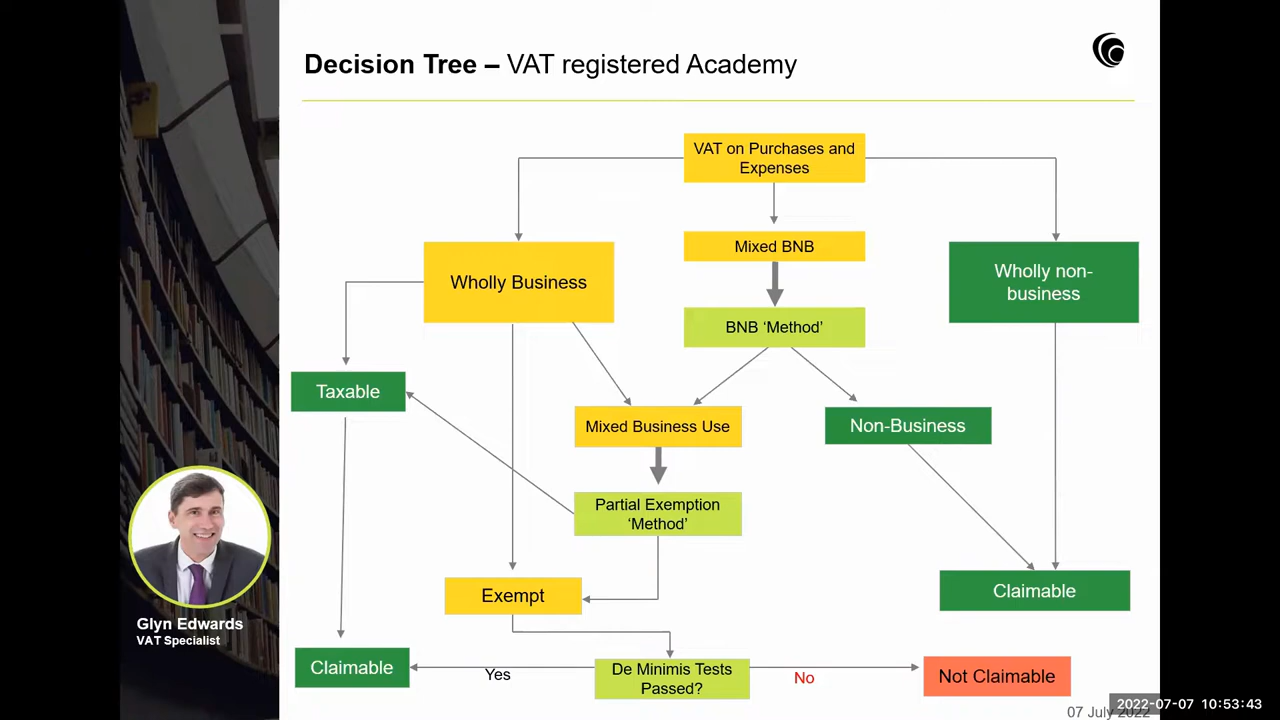 Decision Tree – VAT registered Academy
VAT on Purchases and
Expenses
Mixed BNB
Wholly Business
Wholly non-
business
BNB ‘Method’
Taxable
Mixed Business Use
Non-Business
Partial Exemption
‘Method’
Exempt
Claimable
Glyn Edwards
VAT Specialist
Claimable
Yes
De Minimis Tests
Passed?
No
Not Claimable
07 July 2022
2022-07-07 10:53:43